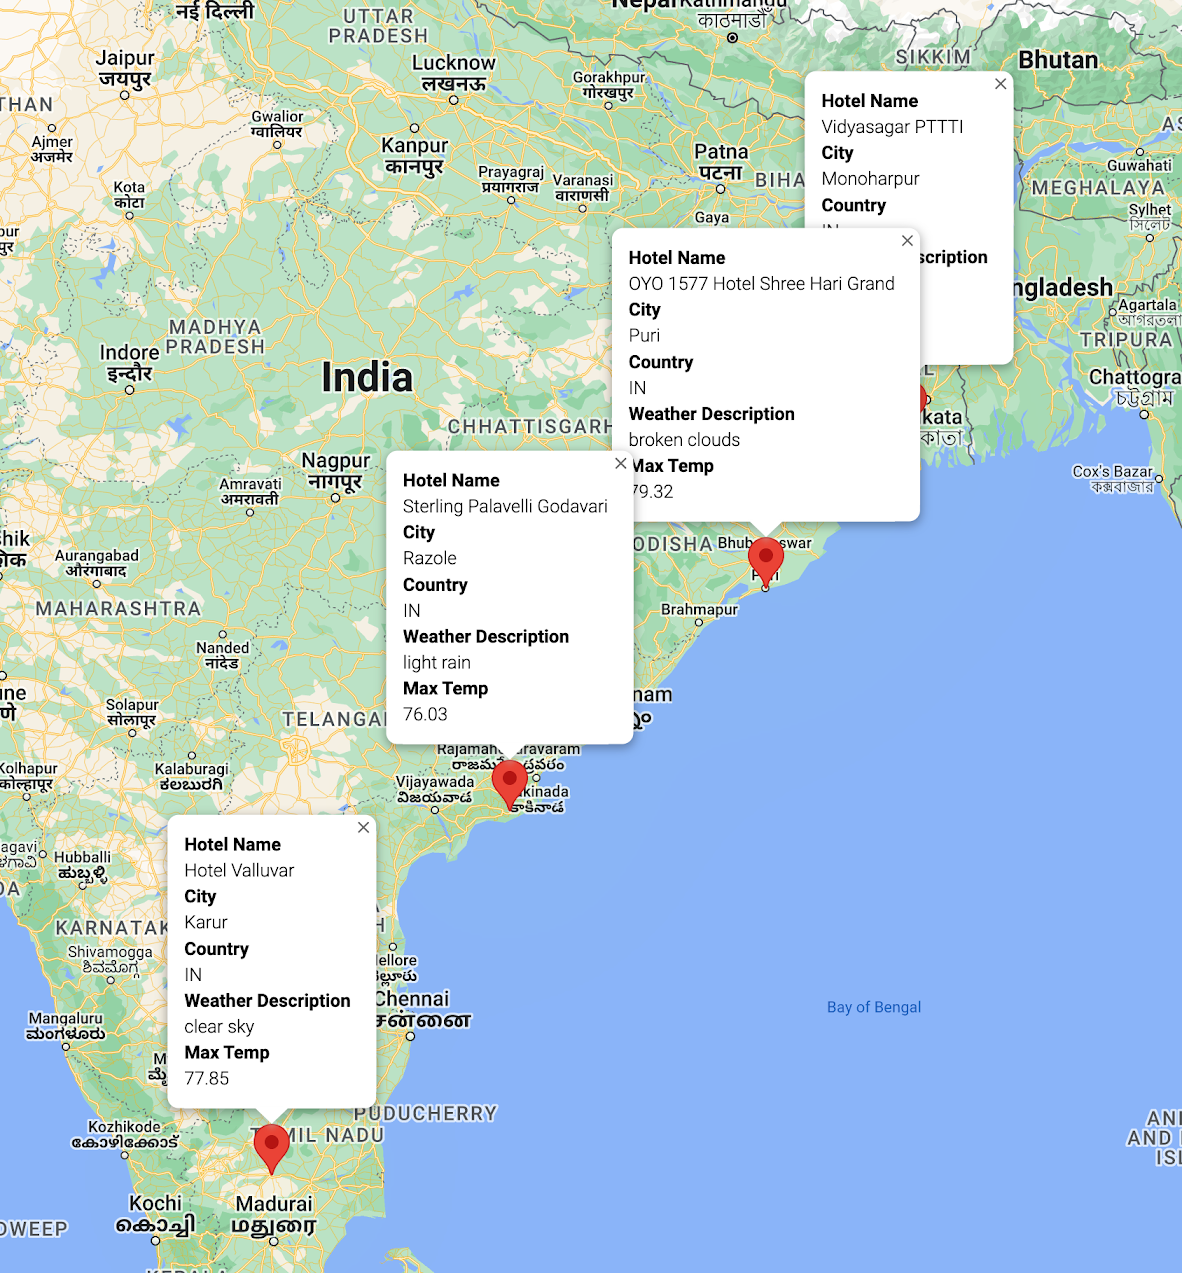 Nepal
Kathmandu
काठमाडौं
नई दिल्ली
UTTAR
PRADESH
SIKKIM
Bhutan
Jaipur
जयपुर
Lucknow
लखनऊ
Gorakhpur
गोरखपुर
THAN
Ajmer
अजमेर
Gwalior
ग्वालियर
Kanpur
कानपुर
Patna
पटना
Prayagraj
प्रयागराज
Varanasi
वाराणसी
BIHA
Guwahati
MEGHALAYA
Kota
कोटा
Gaya
Sylhet
সিলেট
Hotel Name
Vidyasagar PTTTI
City
Monoharpur
Country
IN
scription
Hotel Name
OYO 1577 Hotel Shree Hari Grand
City
Puri
Country
IN
Weather Description
broken clouds
Max Temp
79.32
ngladesh
Agartala
আগরতলা
TRIPURA
MADHYA
PRADESH
Indore
इन्दौर
India
Chattogra
চট্টগ্রাম
kata
CHHATTISGARH
Nagpur
नागपूर
Amravati
अमरावती
Cox's Bazar
কক্সবাজার
Hotel Name
Sterling Palavelli Godavari
City
Razole
Country
IN
Weather Description
light rain
Max Temp
76.03
ODISHA
Aurangabad
औरंगाबाद
MAHARASHTRA
Brahmapur
Nanded
नांदेड
Solapur
सोलापूर
nam
TELANGA
Kolhapur
कोल्हापूर
Kalaburagi
ಕಲಬುರಗಿ
Vijayawada
విజయవాడ
కాకినాడ
Hubballi
ಹುಬ್ಬಳ್ಳಿ
Hotel Name
Hotel Valluvar
City
Karur
Country
IN
Weather Description
clear sky
Max Temp
77.85
KARNATAK
Shivamogga
ಶಿವಮೊಗ್ಗ
ellore
Chennai
சென்னை
Bay of Bengal
Mangaluru
ಮಂಗಳೂರು
PUDUCHERRY
Kozhikode
കോഴിക്കോട്
MIL NADU
AND
ISL
Kochi
കൊച്ചി
Madurai
மதுரை
DWEEP